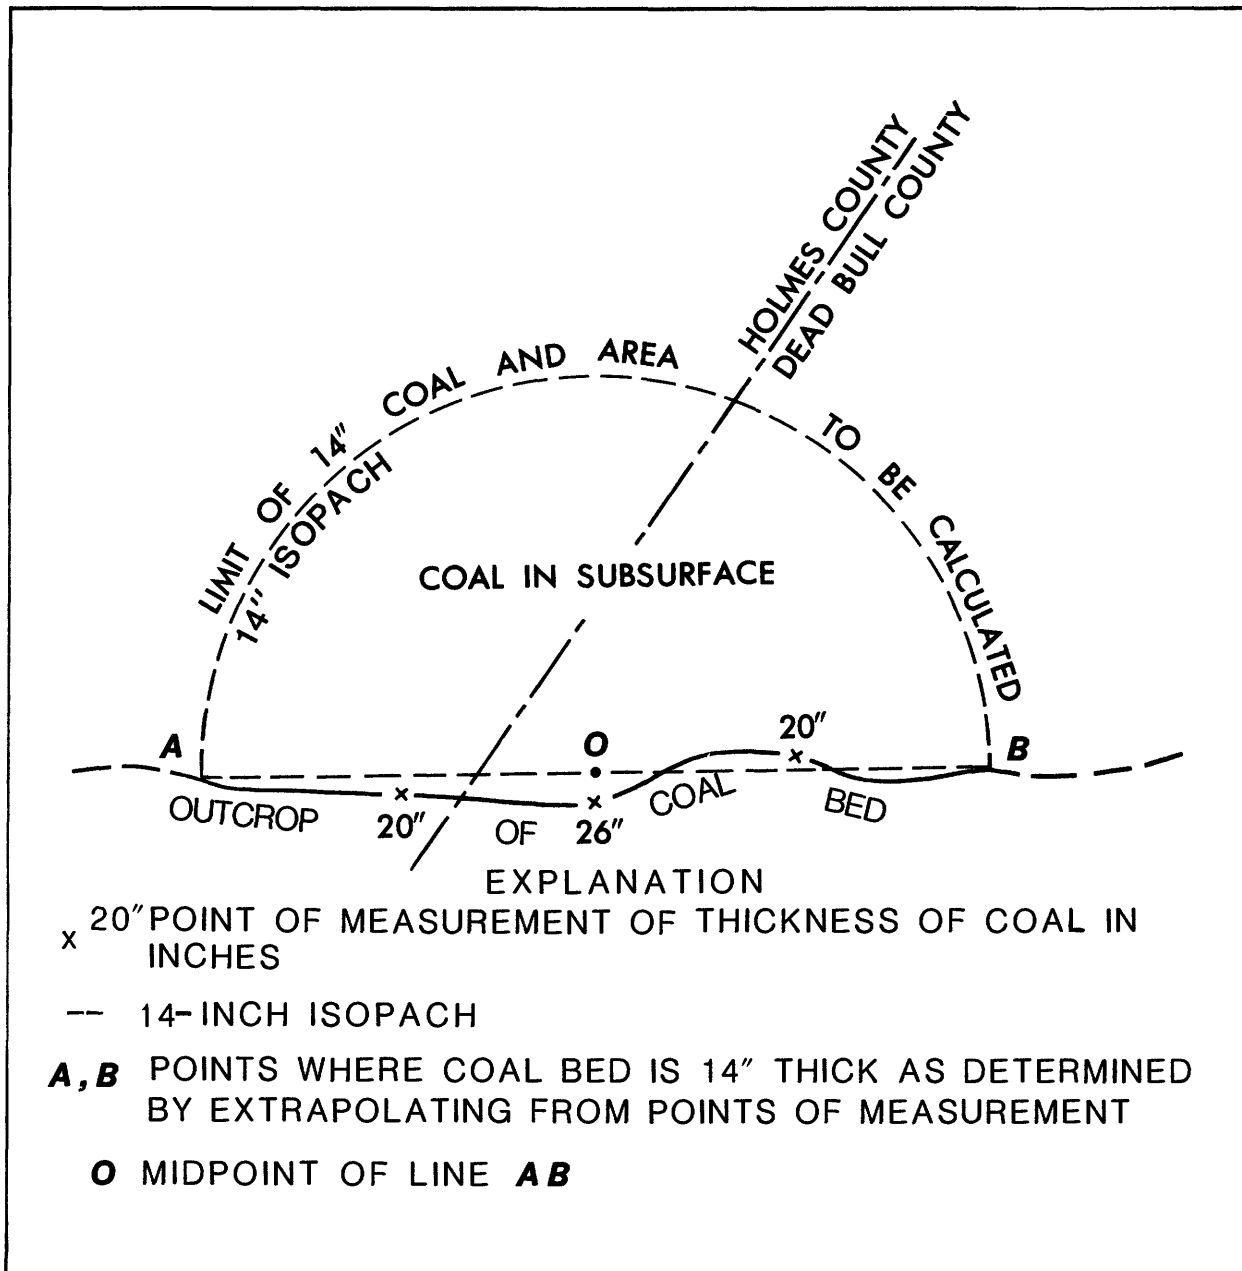 HOLMES COUNTY
DEAD BULL COUNTY
LIMIT OF 14" COAL AND AREA TO BE CALCULATED
14" ISOPACH
COAL IN SUBSURFACE
A
O
20"
B
OUTCROP OF COAL BED
20"
26"
EXPLANATION
x 20" POINT OF MEASUREMENT OF THICKNESS OF COAL IN
INCHES
-- 14-INCH ISOPACH
A,B POINTS WHERE COAL BED IS 14" THICK AS DETERMINED
BY EXTRAPOLATING FROM POINTS OF MEASUREMENT
O MIDPOINT OF LINE AB